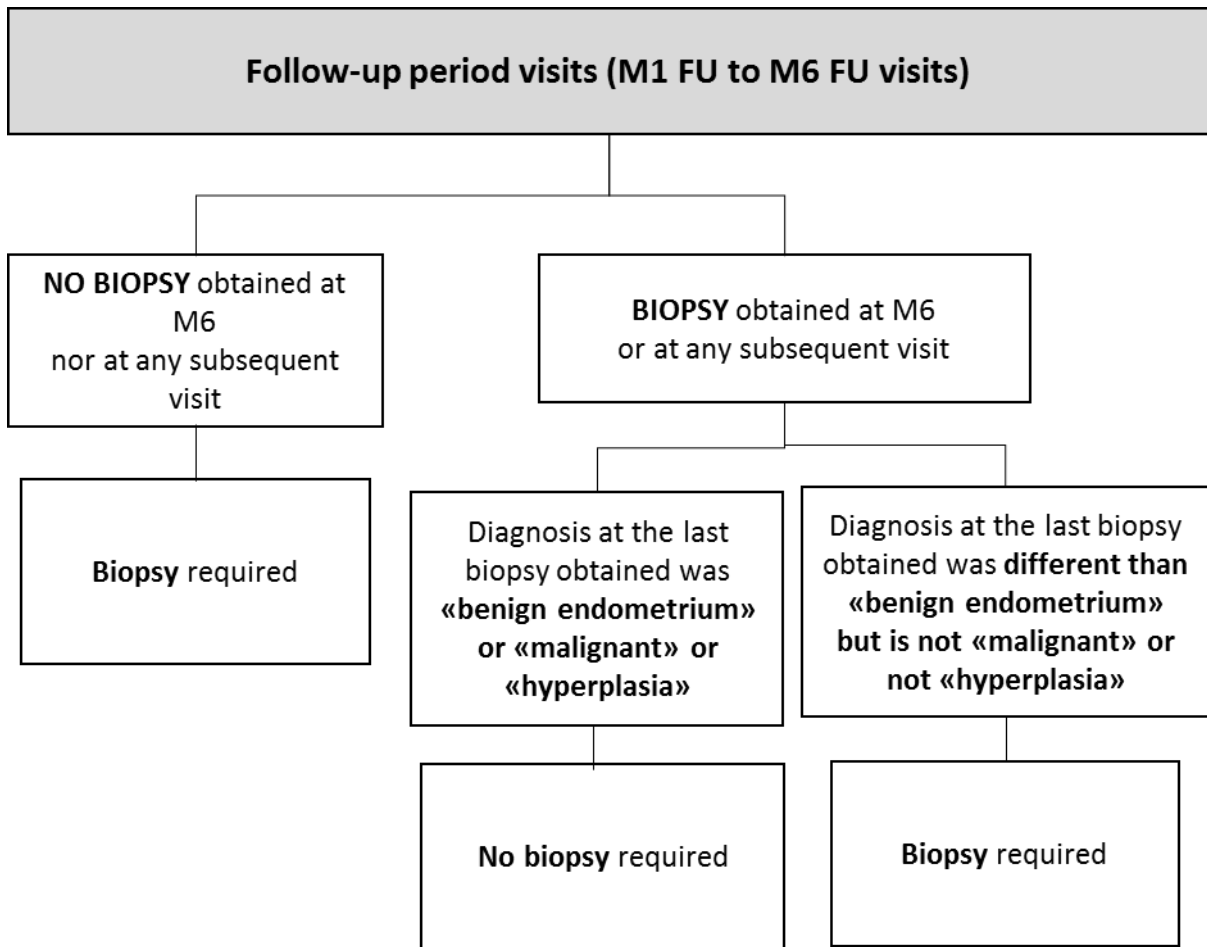 Follow-up period visits (M1 FU to M6 FU visits)
NO BIOPSY obtained at
M6
nor at any subsequent
visit
BIOPSY obtained at M6
or at any subsequent visit
Biopsy required
Diagnosis at the last
biopsy obtained was
«benign endometrium»
or «malignant» or
«hyperplasia»
Diagnosis at the last biopsy
obtained was different than
«benign endometrium»
but is not «malignant» or
not «hyperplasia»
No biopsy required
Biopsy required